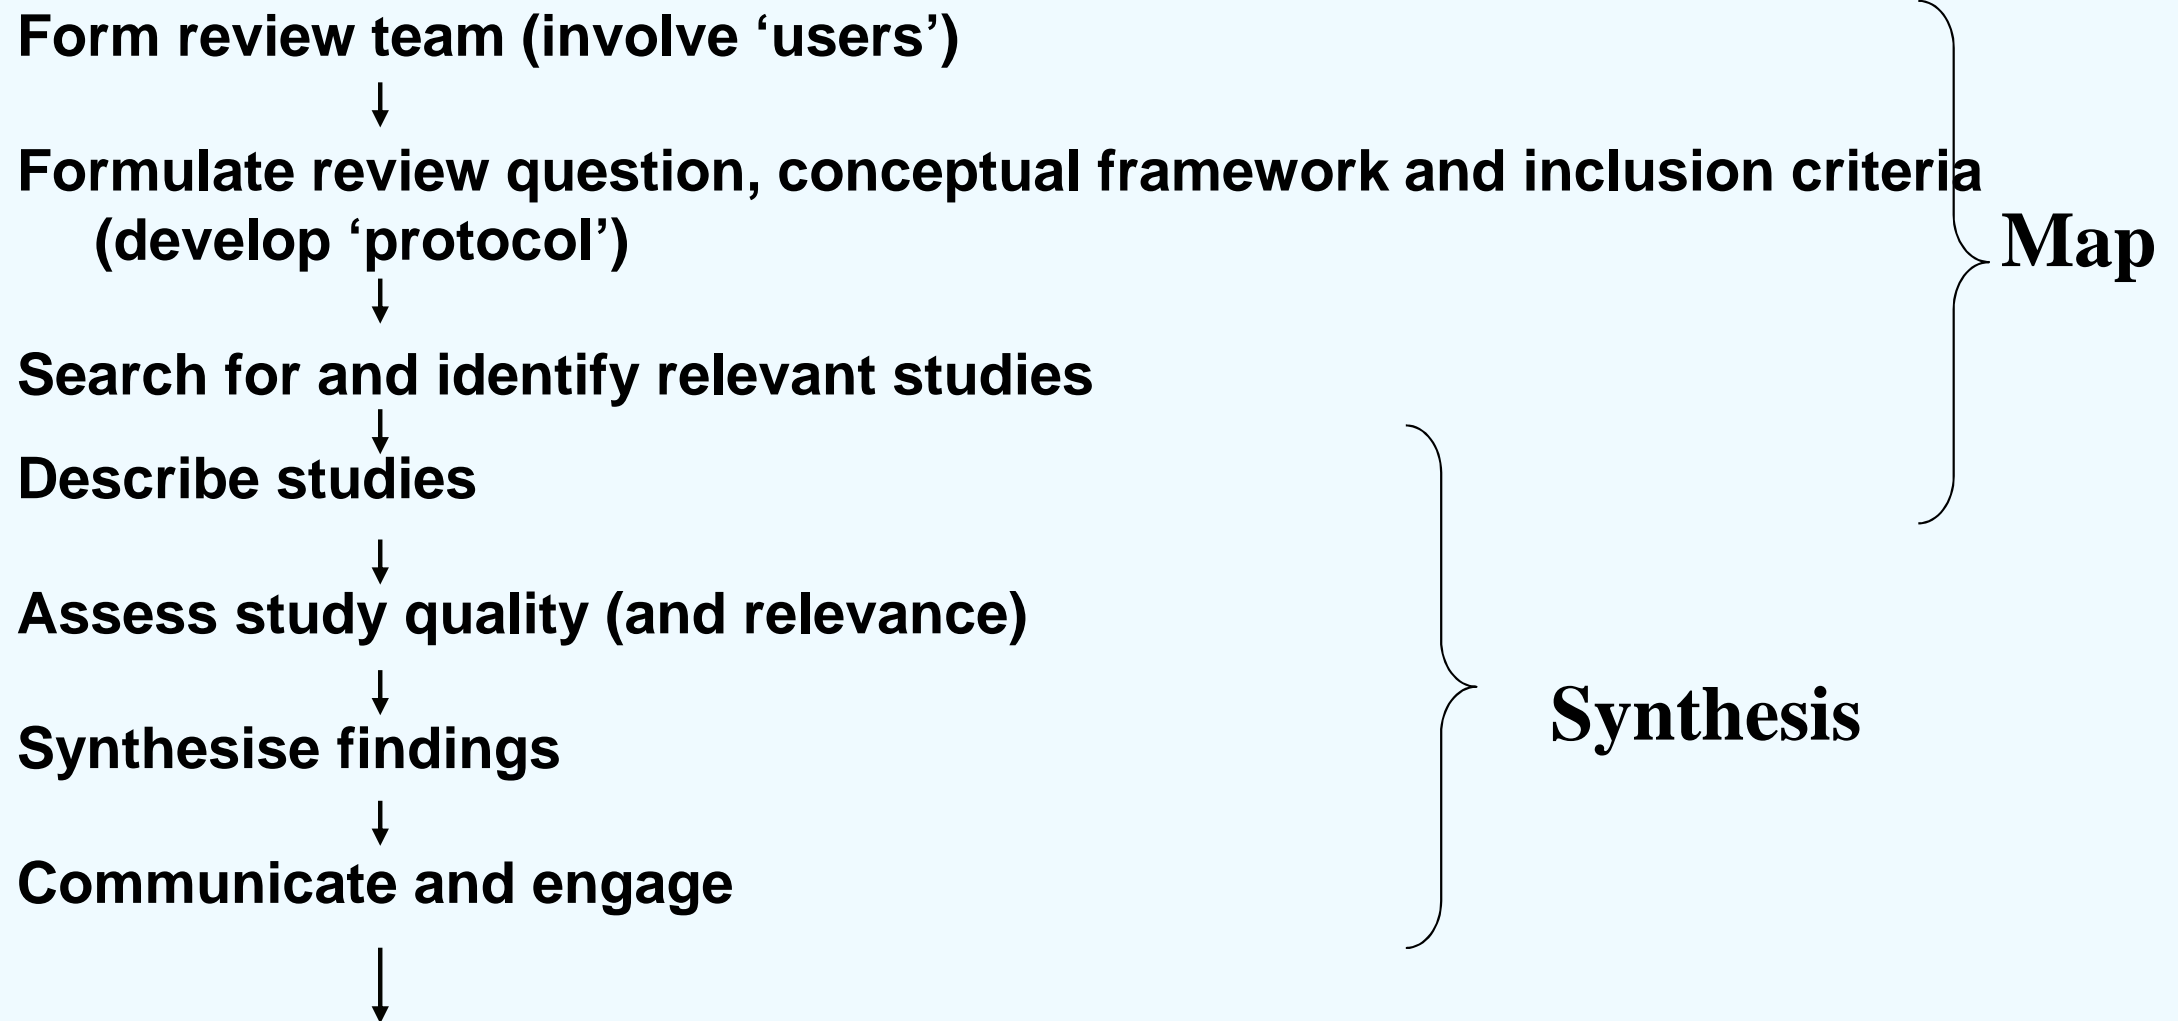 Form review team (involve ‘users’)
Formulate review question, conceptual framework and inclusion criteria
(develop ‘protocol’)
Map
Search for and identify relevant studies
Describe studies
Assess study quality (and relevance)
Synthesis
Synthesise findings
Communicate and engage